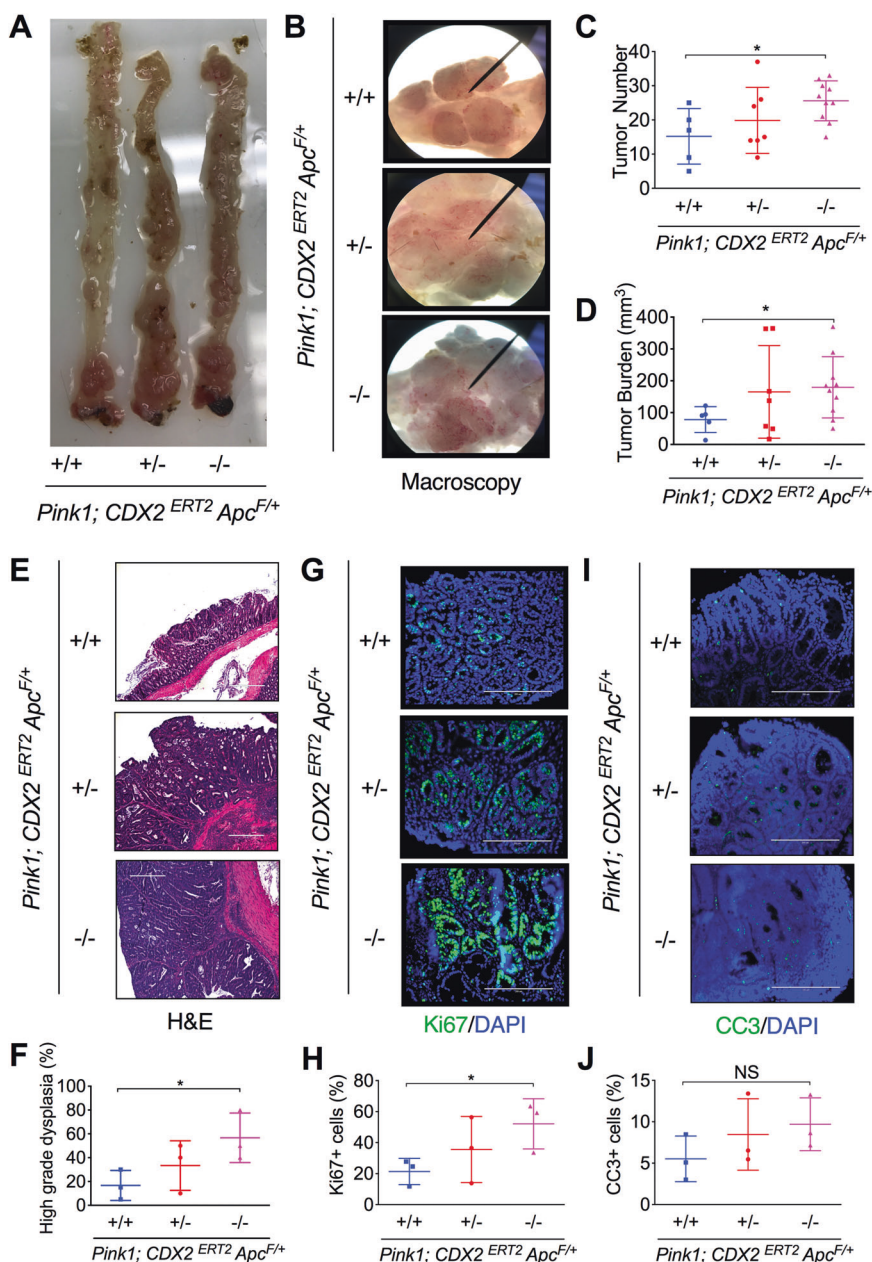 A
+/+ +/- -/-
Pink1; CDX2 ERT2 ApcF/+
B
Pink1; CDX2 ERT2 ApcF/+
+/+
+/-
-/-
Macroscopy
C
Tumor Number
40
30
20
10
0
+/+ +/- -/-
*
Pink1; CDX2 ERT2 ApcF/+
D
Tumor Burden (mm3)
400
300
200
100
0
+/+ +/- -/-
*
Pink1; CDX2 ERT2 ApcF/+
E
Pink1; CDX2 ERT2 ApcF/+
+/+
+/-
-/-
H&E
G
Pink1; CDX2 ERT2 ApcF/+
+/+
+/-
-/-
Ki67/DAPI
I
Pink1; CDX2 ERT2 ApcF/+
+/+
+/-
-/-
CC3/DAPI
F
High grade dysplasia (%)
100
80
60
40
20
0
+/+ +/- -/-
*
Pink1; CDX2 ERT2 ApcF/+
H
Ki67+ cells (%)
80
60
40
20
0
+/+ +/- -/-
*
Pink1; CDX2 ERT2 ApcF/+
J
CC3+ cells (%)
15
10
5
0
+/+ +/- -/-
NS
Pink1; CDX2 ERT2 ApcF/+